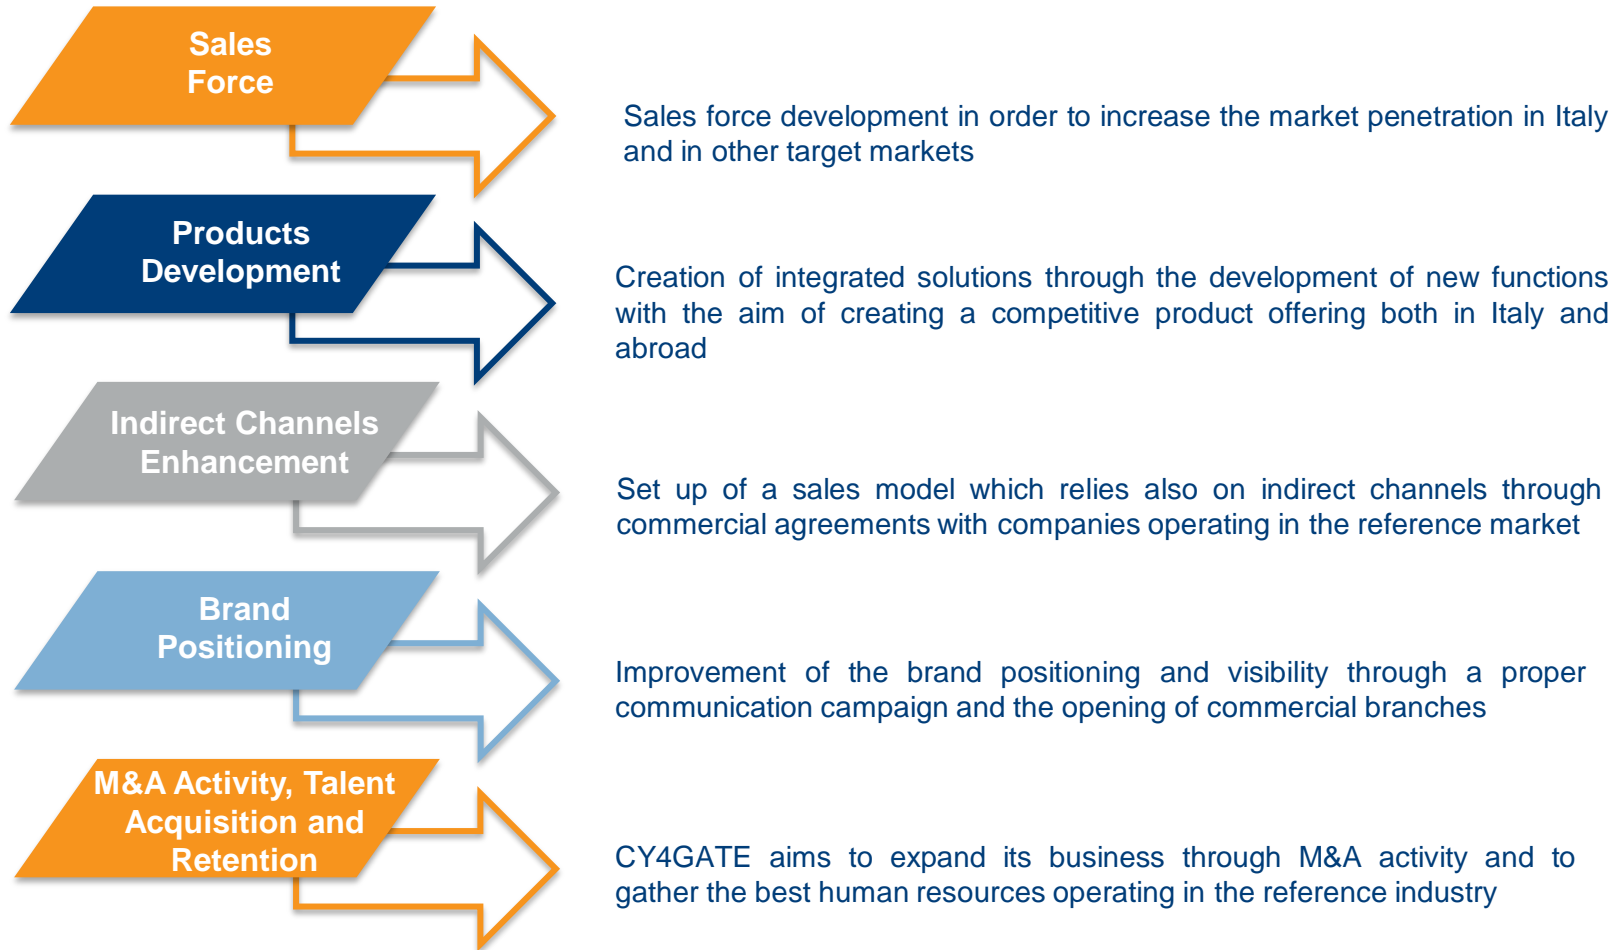 Sales
Force
Sales force development in order to increase the market penetration in Italy
and in other target markets
Products
Development
Creation of integrated solutions through the development of new functions
with the aim of creating a competitive product offering both in Italy and
abroad
Indirect Channels
Enhancement
Set up of a sales model which relies also on indirect channels through
commercial agreements with companies operating in the reference market
Brand
Positioning
Improvement of the brand positioning and visibility through a proper
communication campaign and the opening of commercial branches
M&A Activity, Talent
Acquisition and
Retention
CY4GATE aims to expand its business through M&A activity and to
gather the best human resources operating in the reference industry